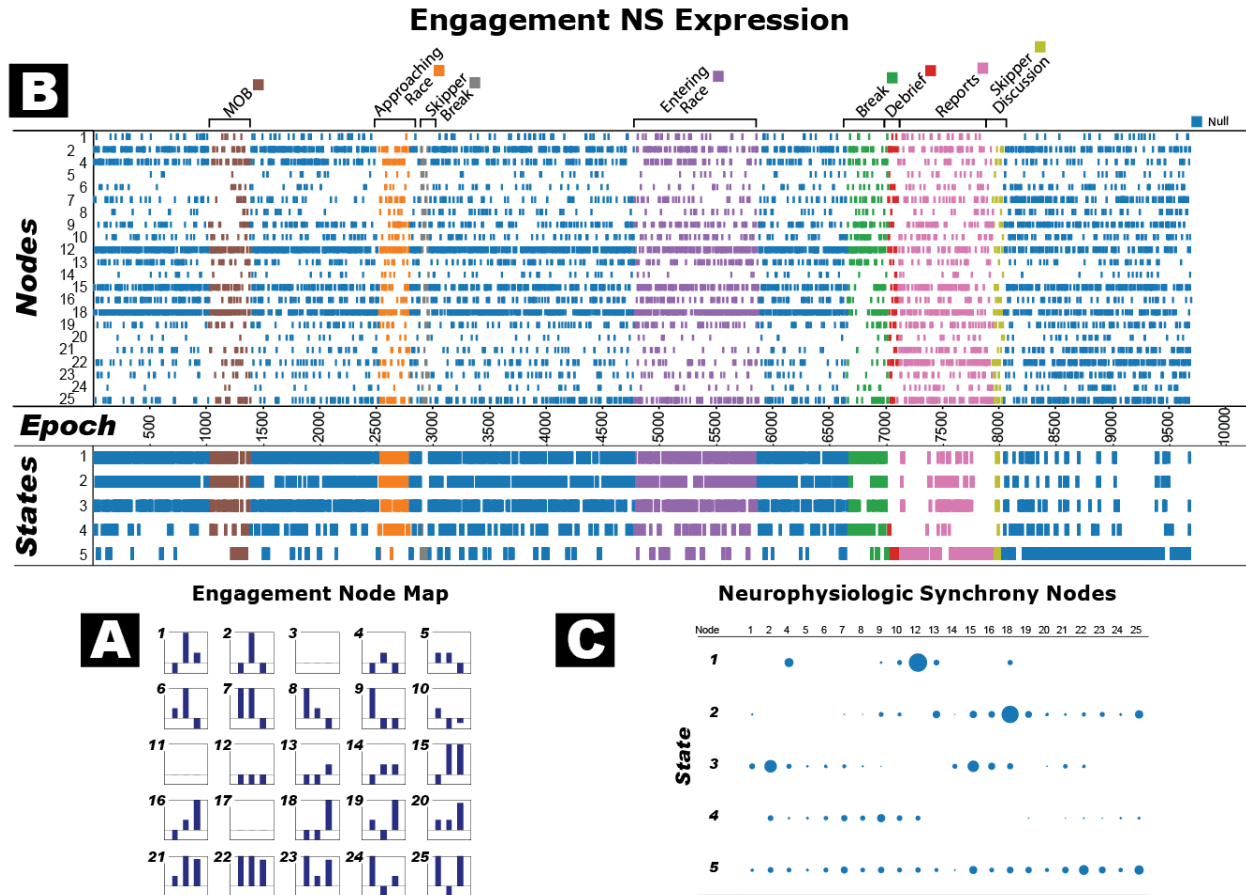 Engagement NS Expression
B
MOB
Approaching
Race
Skipper
Break
Entering
Race
Break
Debrief
Reports
Skipper
Discussion
Null
Nodes
1
2
4
5
6
7
8
9
10
12
13
14
15
16
18
19
20
21
22
23
24
25
Epoch
500 1000 1500 2000 2500 3000 3500 4000 4500 5000 5500 6000 6500 7000 7500 8000 8500 9000 9500 10000
States
1
2
3
4
5
A
Engagement Node Map
1 2 3 4 5
6 7 8 9 10
11 12 13 14 15
16 17 18 19 20
21 22 23 24 25
C
Neurophysiologic Synchrony Nodes
Node 1 2 4 5 6 7 8 9 10 12 13 14 15 16 18 19 20 21 22 23 24 25
State
1
2
3
4
5